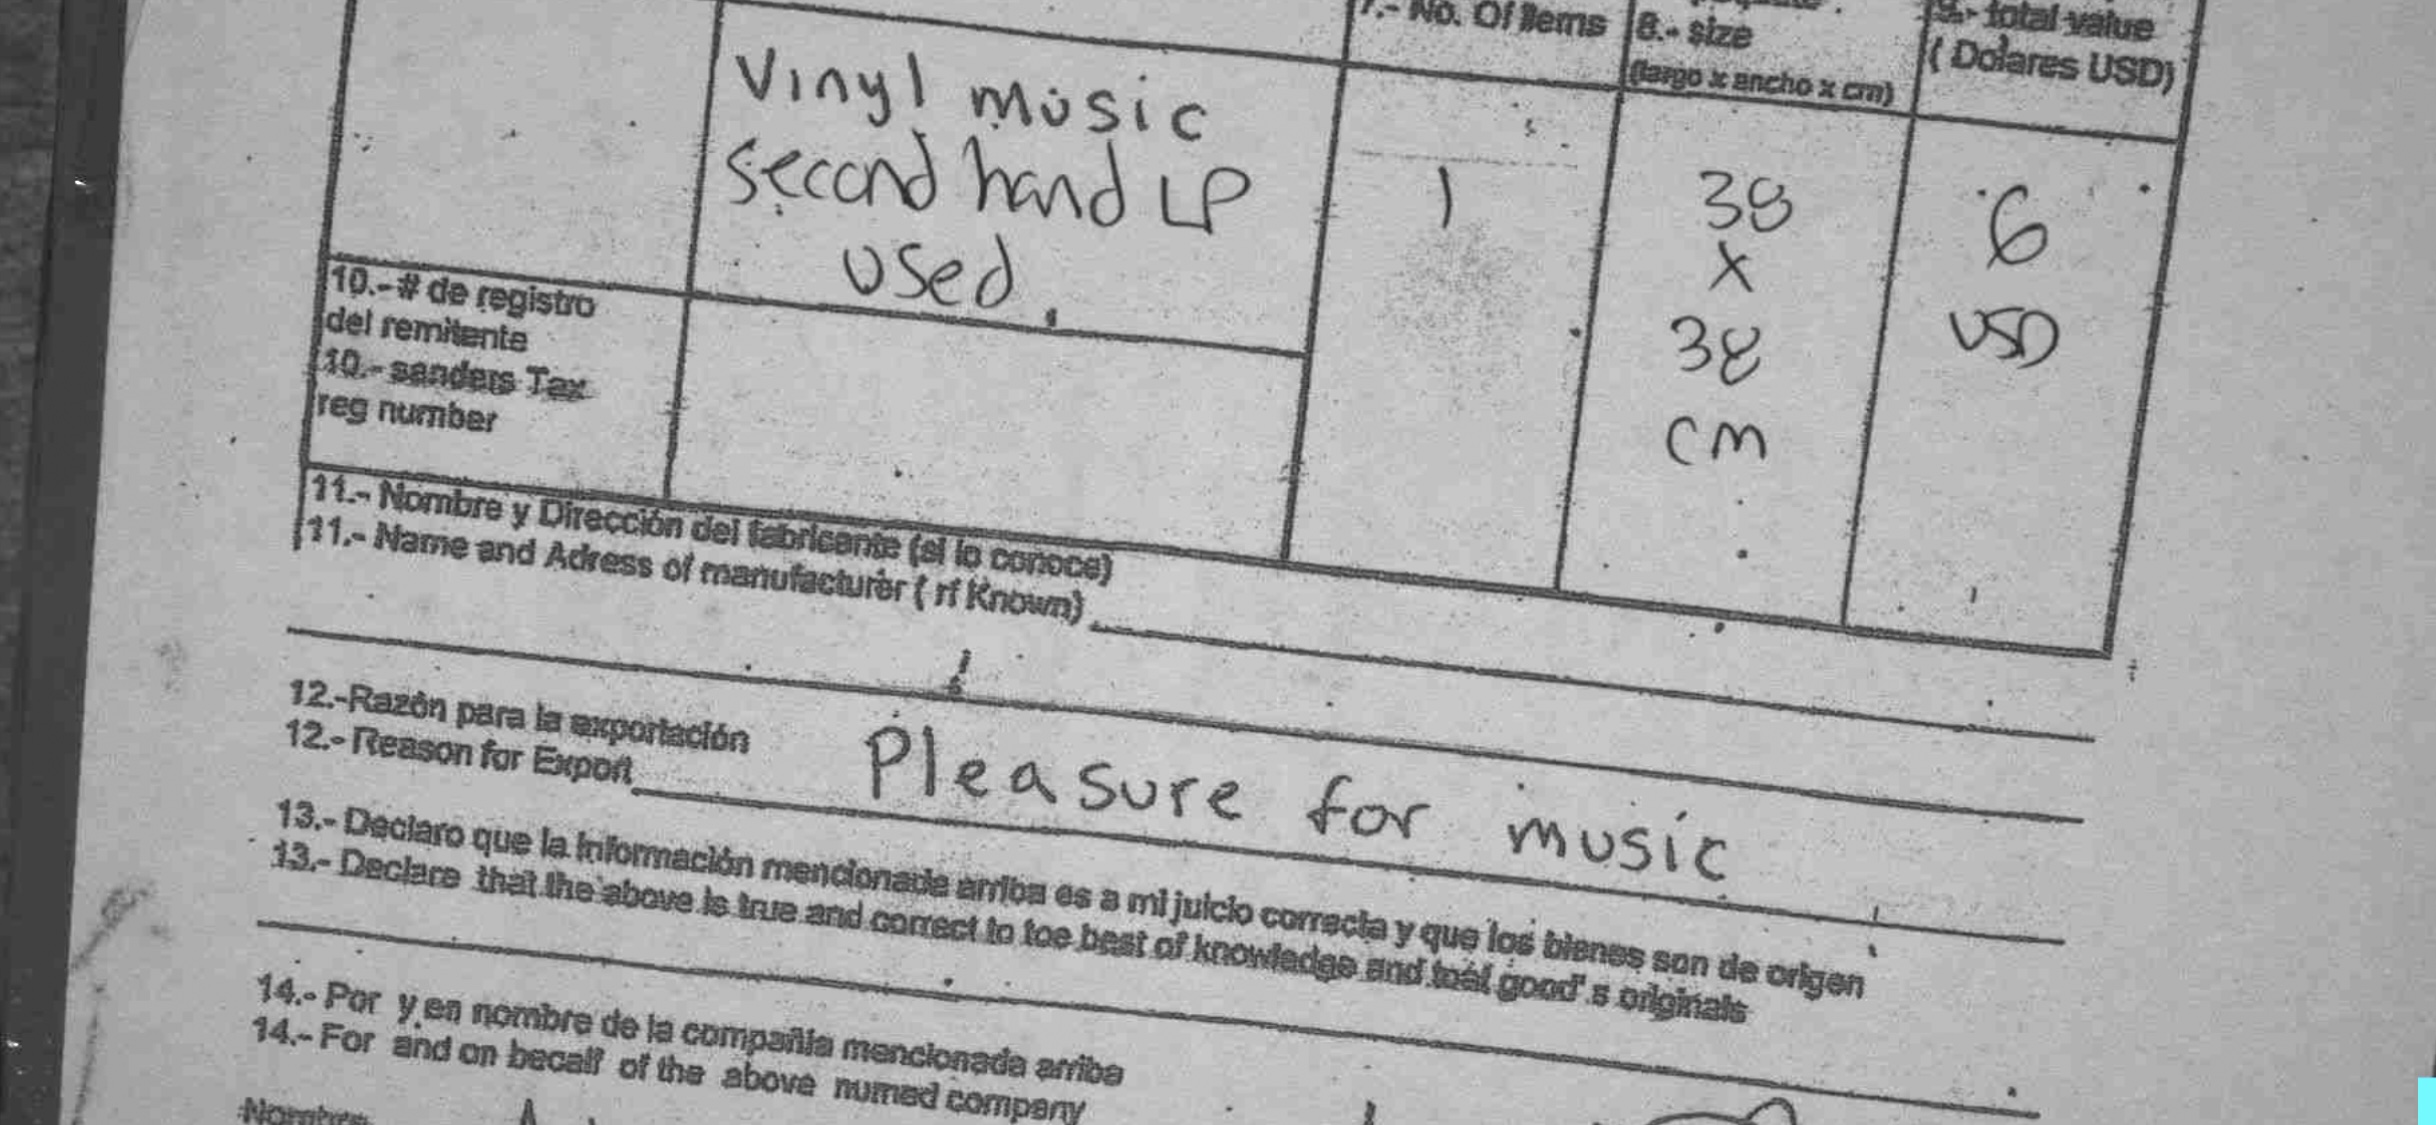 7.- No. Of Items
8.- size
(largo x ancho x cm)
9.- total value
( Dolares USD)
Vinyl music
second hand LP
used.
1
38
x
38
cm
6
USD
10.- # de registro
del remitente
10.- sanders Tax
reg number
11.- Nombre y Dirección del fabricante (si lo conoce)
11.- Name and Adress of manufacturer ( rf Known)
12.-Razón para la exportación
12.- Reason for Export
Pleasure for music
13.- Declaro que la información mencionada arriba es a mi juicio correcta y que los bienes son de origen
13.- Declare that the above is true and correct to toe best of knowledge and toal good's originals
14.- Por y en nombre de la compañia mencionada arriba
14.- For and on becalf of the above numed company
Nombre